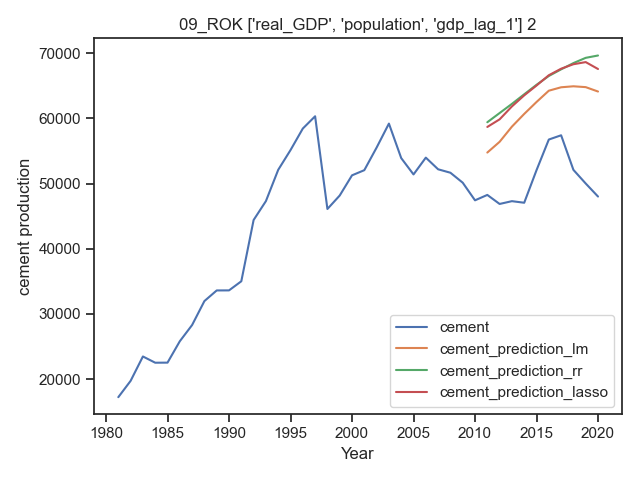 09_ROK ['real_GDP', 'population', 'gdp_lag_1'] 2
70000
60000
50000
40000
30000
20000
cement production
1980 1985 1990 1995 2000 2005 2010 2015 2020
Year
cement
cement_prediction_lm
cement_prediction_rr
cement_prediction_lasso